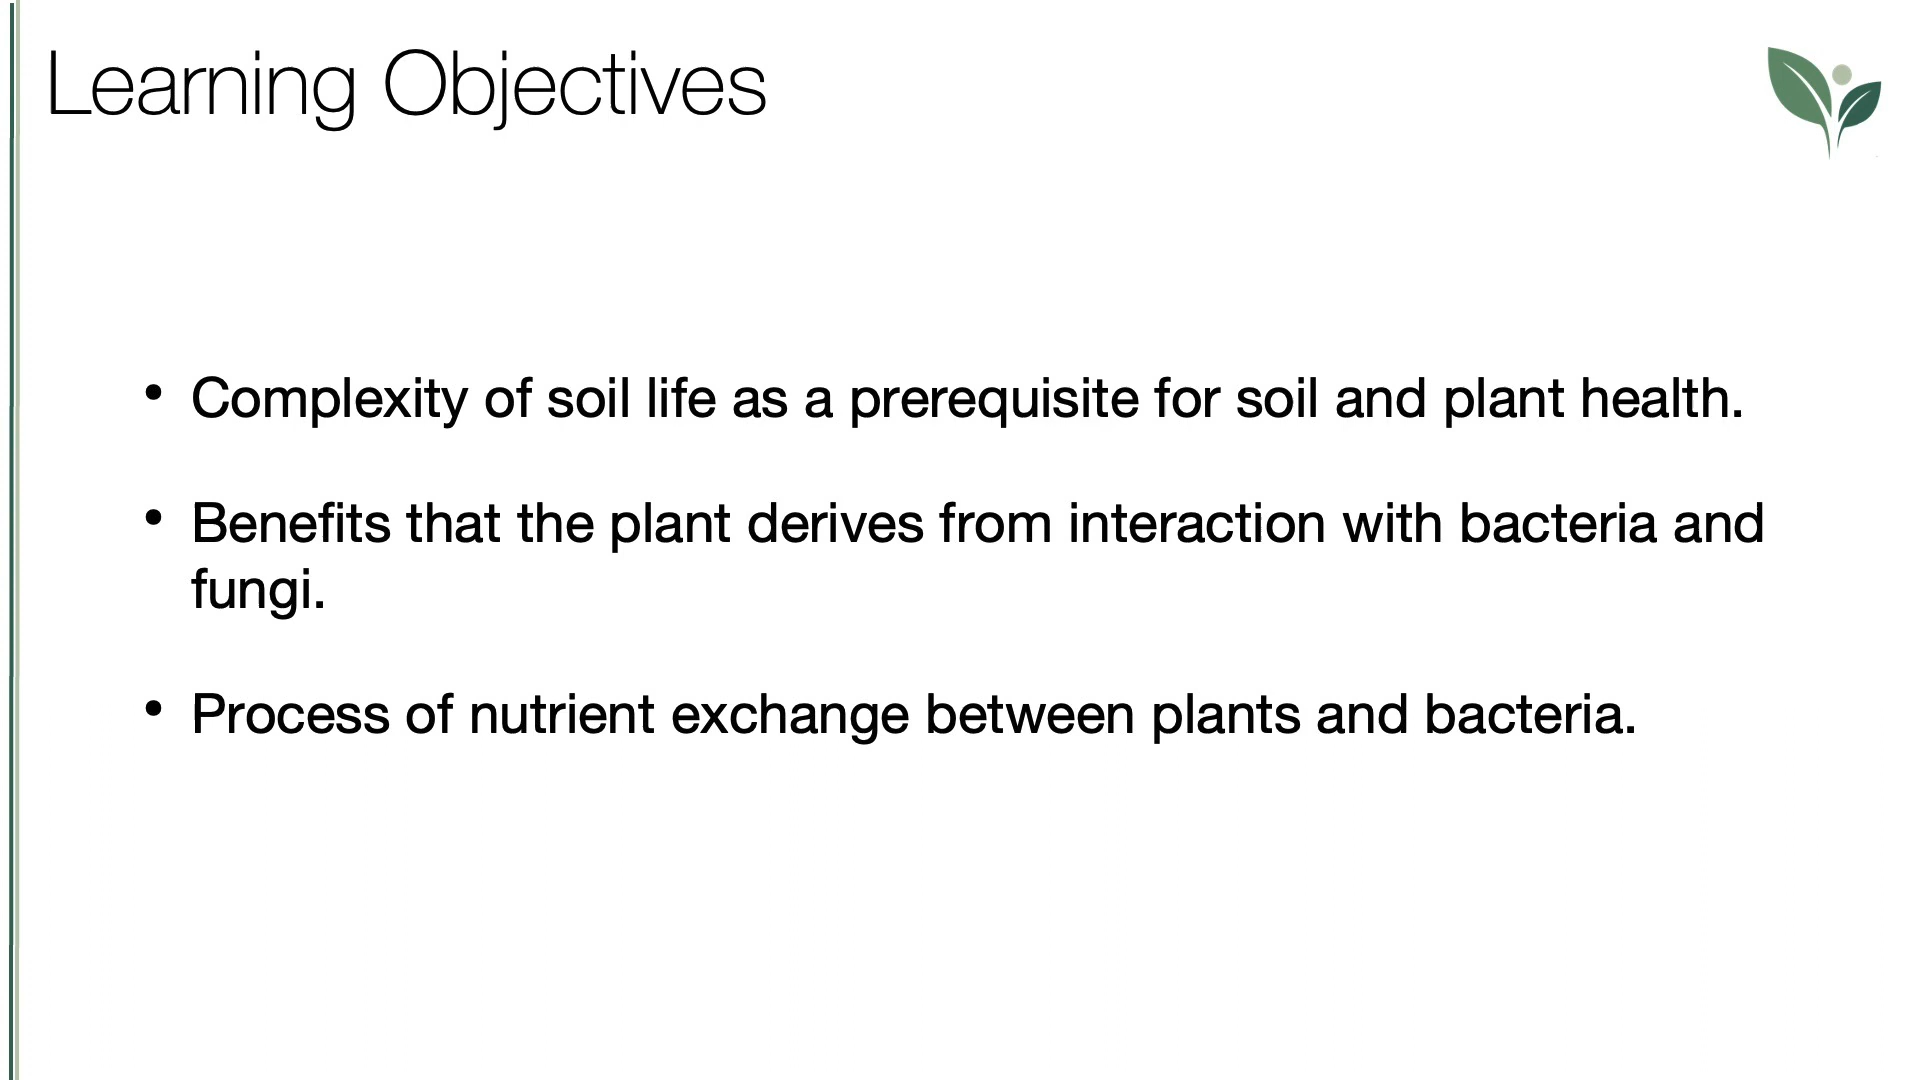 Learning Objectives
• Complexity of soil life as a prerequisite for soil and plant health.
• Benefits that the plant derives from interaction with bacteria and
fungi.
• Process of nutrient exchange between plants and bacteria.